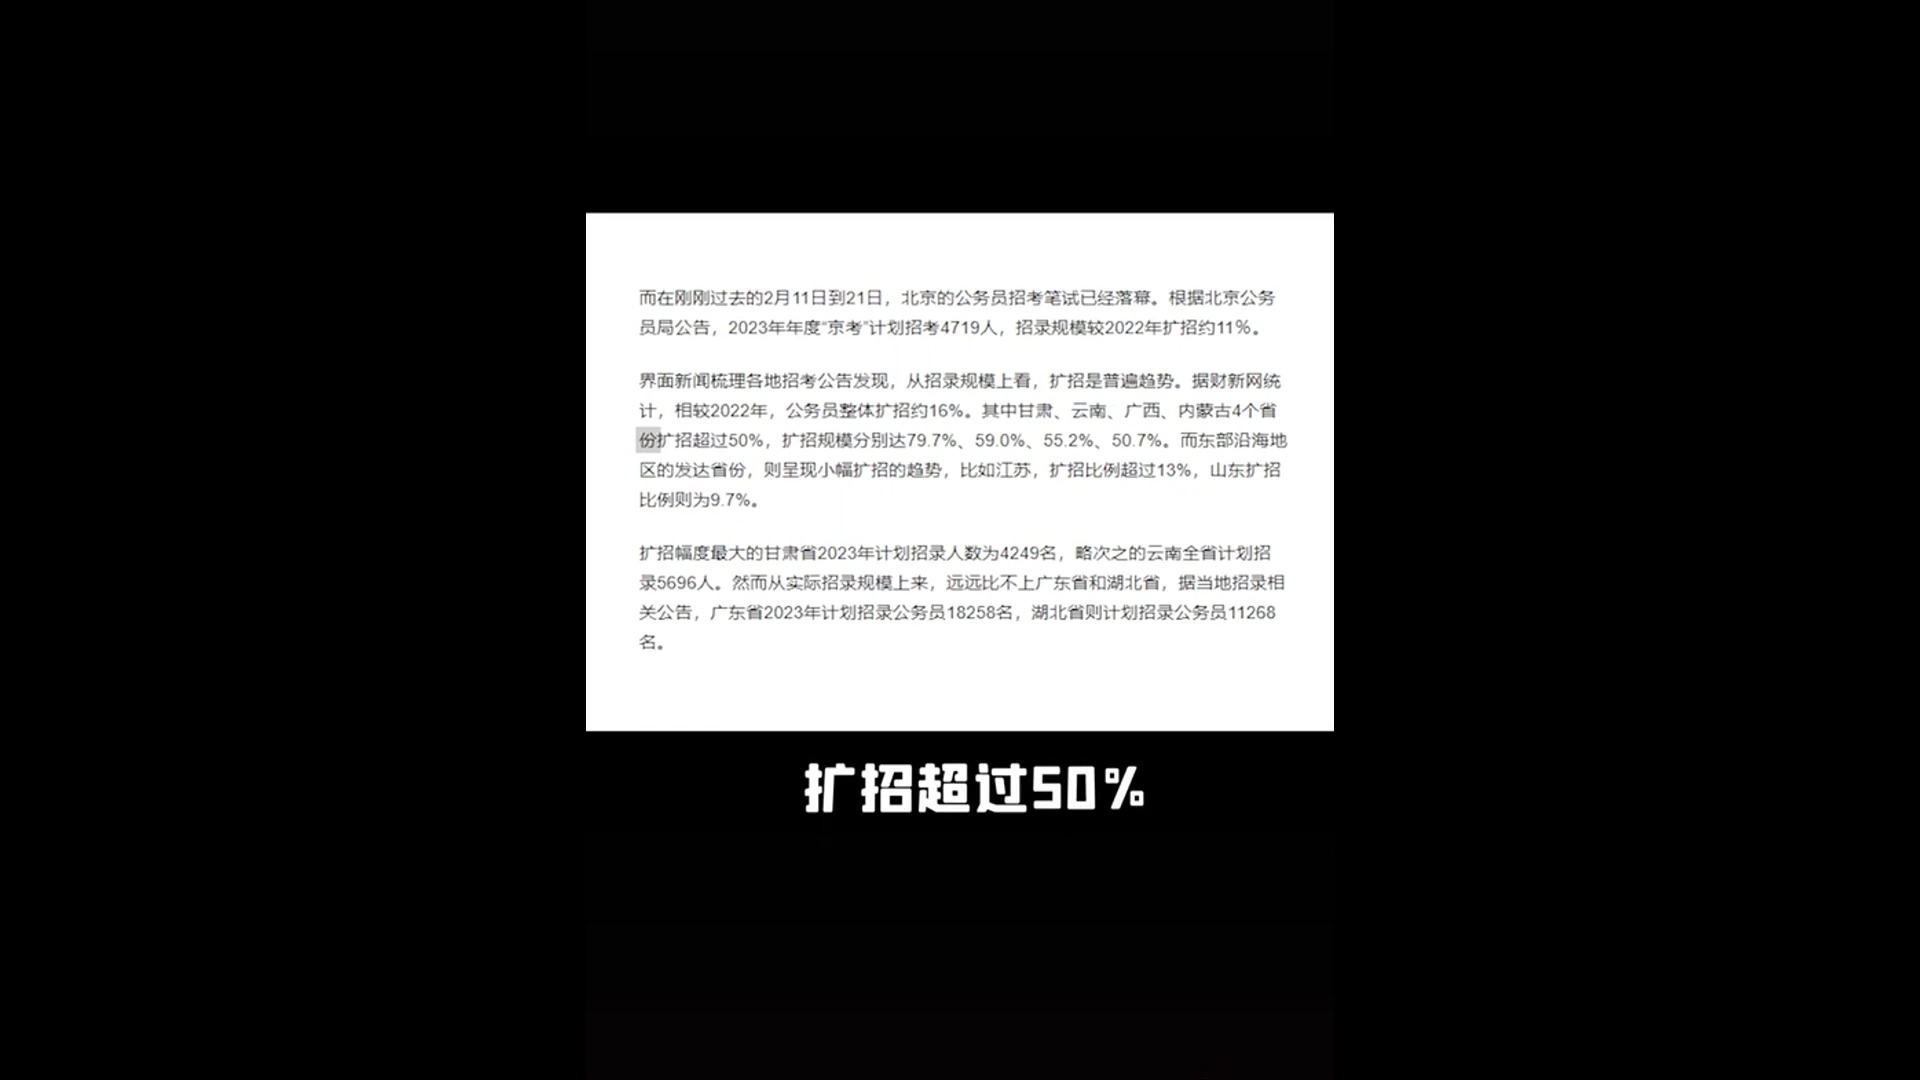 而在刚刚过去的2月11日到21日，北京的公务员招考笔试已经落幕。根据北京公务
员局公告，2023年年度“京考”计划招考4719人，招录规模较2022年扩招约11%。
界面新闻梳理各地招考公告发现，从招录规模上看，扩招是普遍趋势。据财新网统
计，相较2022年，公务员整体扩招约16%。其中甘肃、云南、广西、内蒙古4个省
份扩招超过50%，扩招规模分别达79.7%、59.0%、55.2%、50.7%。而东部沿海地
区的发达省份，则呈现小幅扩招的趋势，比如江苏，扩招比例超过13%，山东扩招
比例则为9.7%。
扩招幅度最大的甘肃省2023年计划招录人数为4249名，略次之的云南全省计划招
录5696人。然而从实际招录规模上来，远远比不上广东省和湖北省，据当地招录相
关公告，广东省2023年计划招录公务员18258名，湖北省则计划招录公务员11268
名。
扩招超过50%